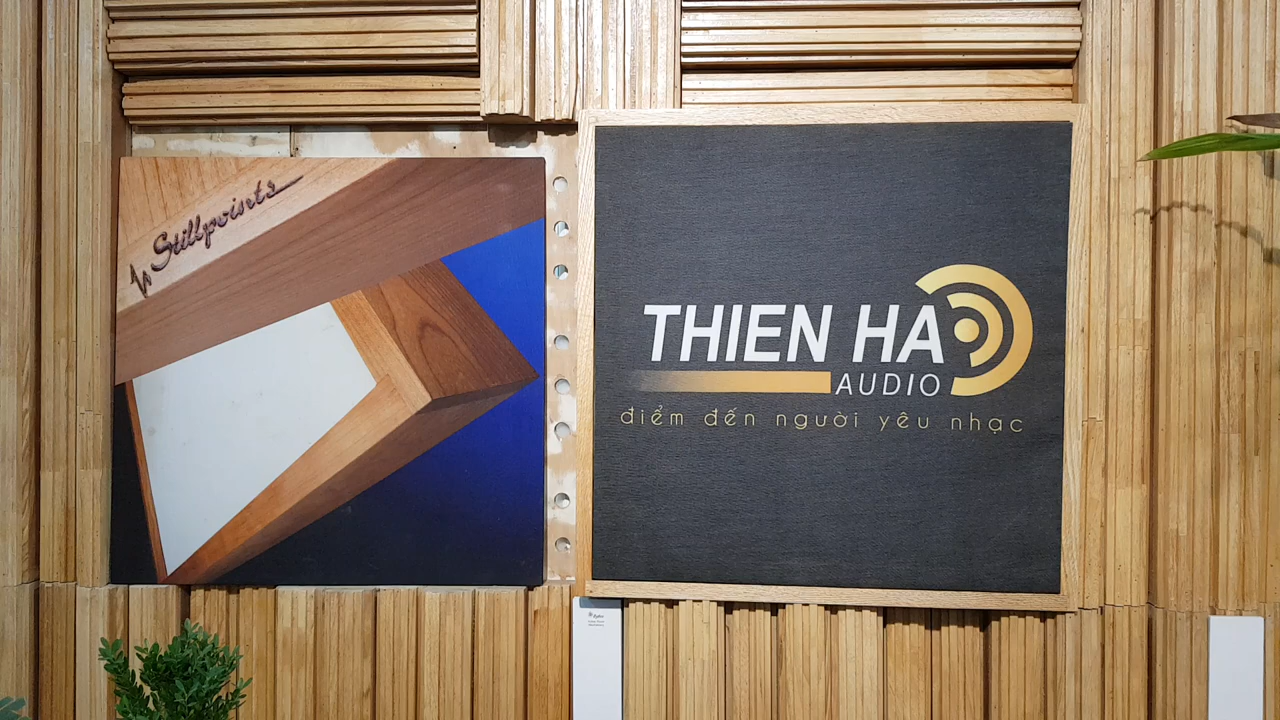 Stillpoints
THIEN HA
AUDIO
điểm đến người yêu nhạc